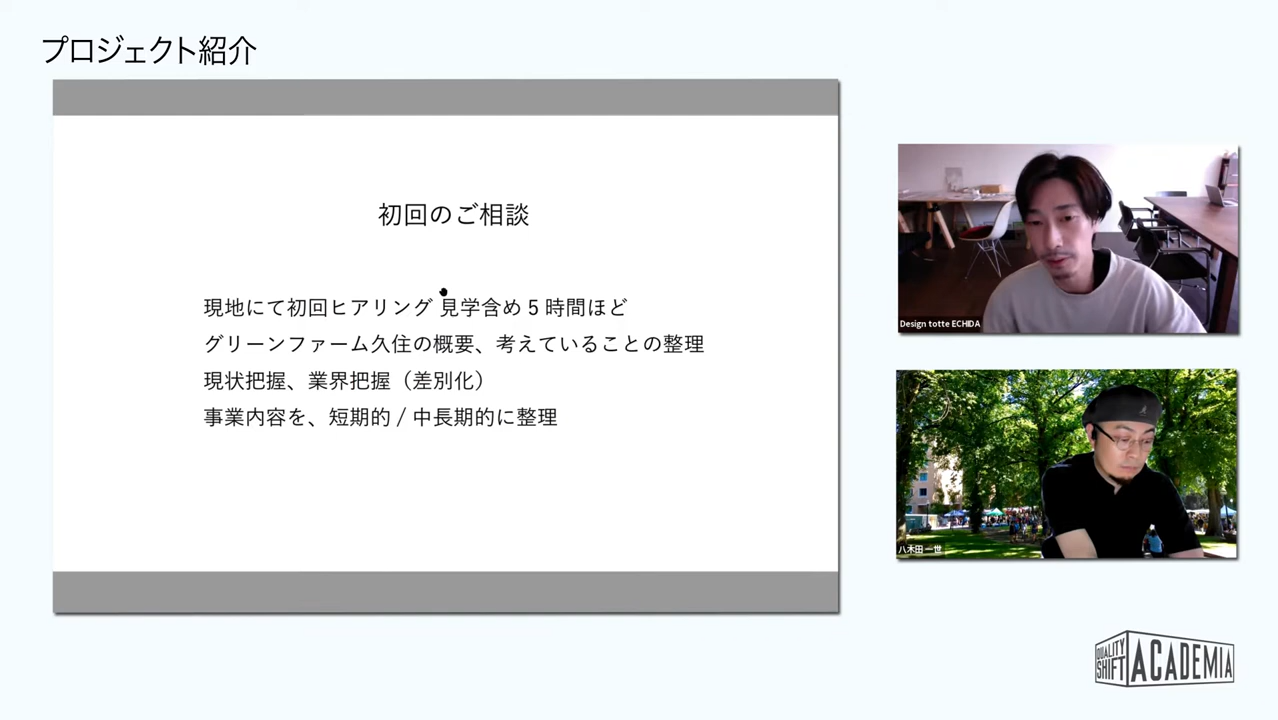 プロジェクト紹介
初回のご相談
現地にて初回ヒアリング 見学含め 5 時間ほど
グリーンファーム久住の概要、考えていることの整理
現状把握、業界把握（差別化）
事業内容を、短期的 / 中長期的に整理
Design totte ECHIDA
八木田 一世
QUALITY
SHIFT
ACADEMIA